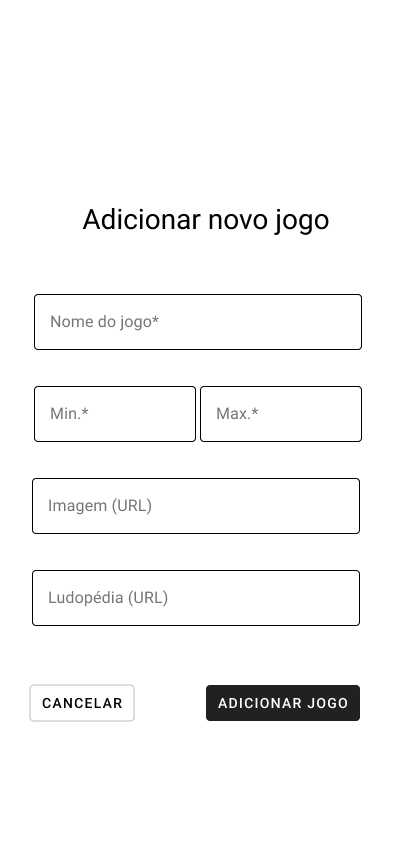 Adicionar novo jogo
Nome do jogo*
Min.* Max.*
Imagem (URL)
Ludopédia (URL)
CANCELAR ADICIONAR JOGO